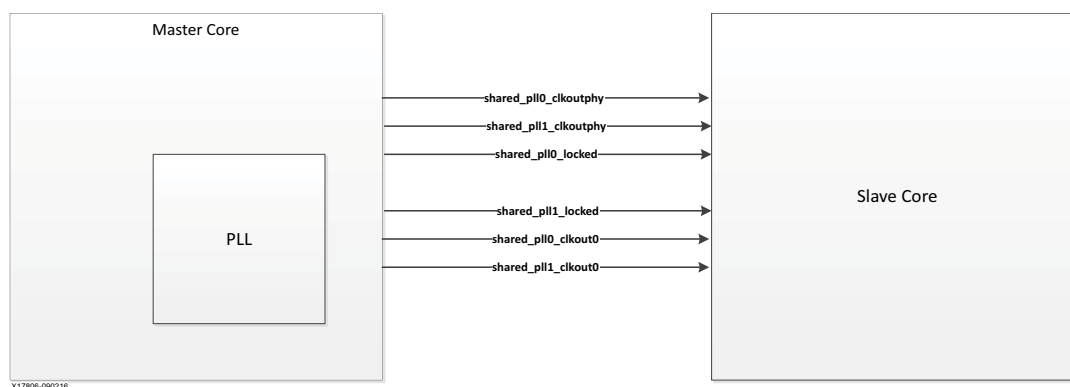 Master Core
shared_pll0_clkoutphy
shared_pll1_clkoutphy
shared_pll0_locked
Slave Core
shared_pll1_locked
PLL
shared_pll0_clkout0
shared_pll1_clkout0
X17806-090216